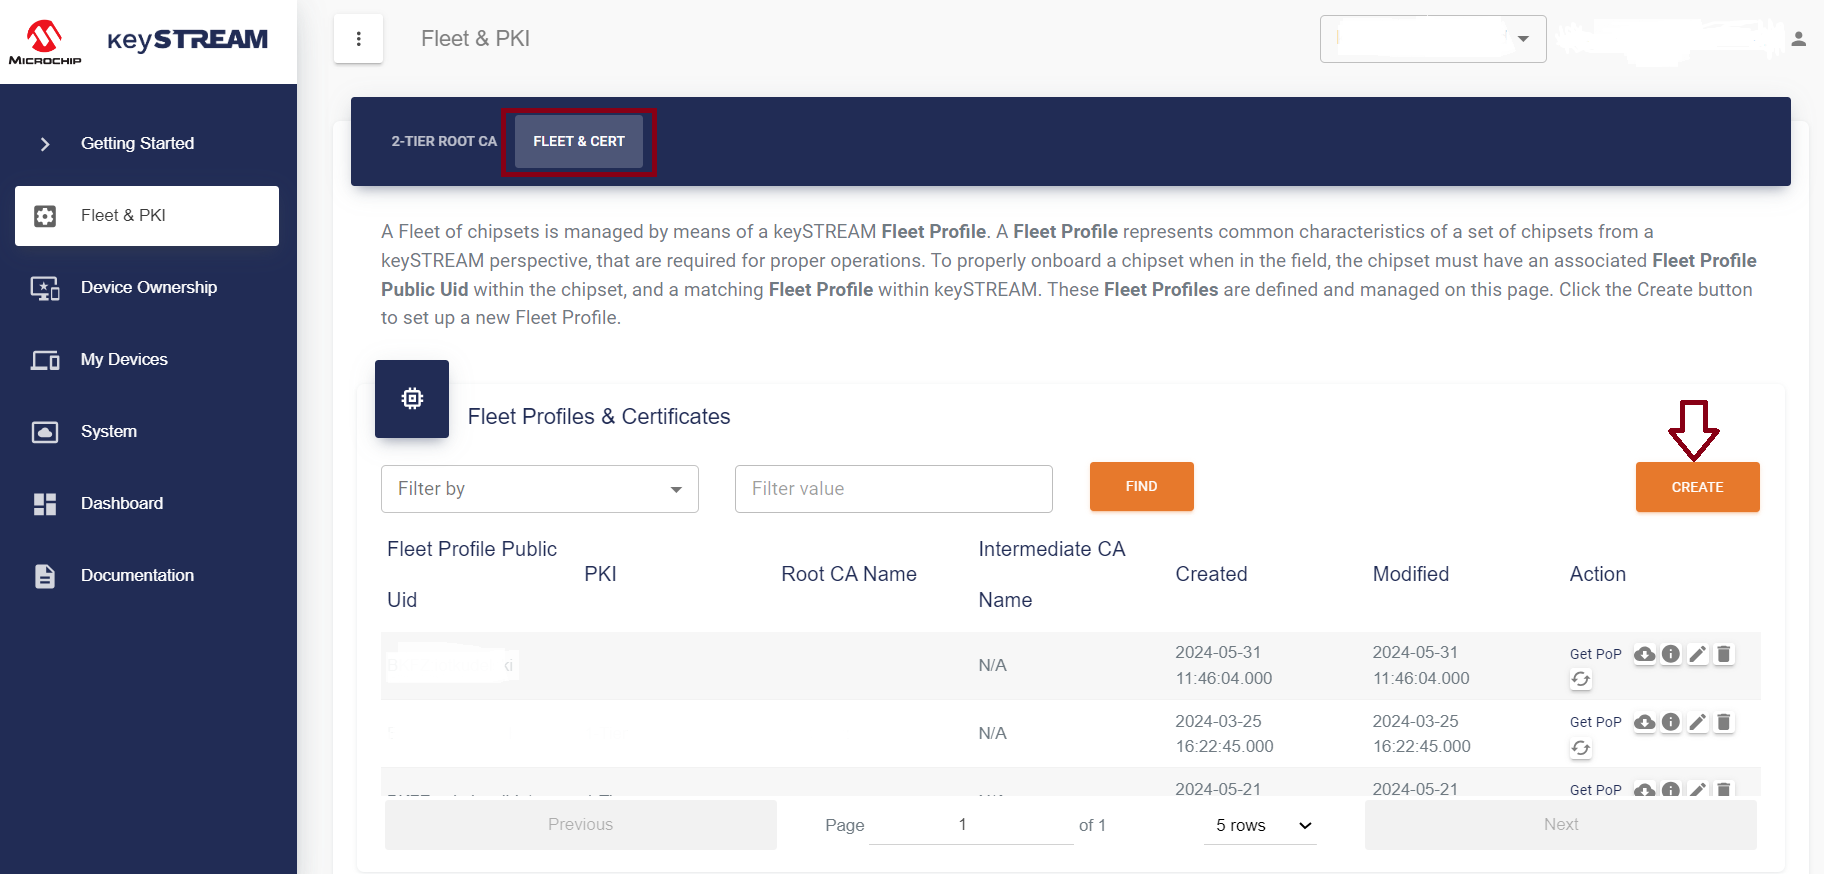 MICROCHIP
keySTREAM
Fleet & PKI
Getting Started
Fleet & PKI
Device Ownership
My Devices
System
Dashboard
Documentation
2-TIER ROOT CA
FLEET & CERT
A Fleet of chipsets is managed by means of a keySTREAM Fleet Profile. A Fleet Profile represents common characteristics of a set of chipsets from a
keySTREAM perspective, that are required for proper operations. To properly onboard a chipset when in the field, the chipset must have an associated Fleet Profile
Public Uid within the chipset, and a matching Fleet Profile within keySTREAM. These Fleet Profiles are defined and managed on this page. Click the Create button
to set up a new Fleet Profile.
Fleet Profiles & Certificates
Filter by
Filter value
FIND
CREATE
Fleet Profile Public
Uid
PKI
Root CA Name
Intermediate CA
Name
Created
Modified
Action
N/A
2024-05-31
11:46:04.000
2024-05-31
11:46:04.000
Get PoP
N/A
2024-03-25
16:22:45.000
2024-03-25
16:22:45.000
Get PoP
2024-05-21
2024-05-21
Get PoP
Previous
Page
1
of 1
5 rows
Next